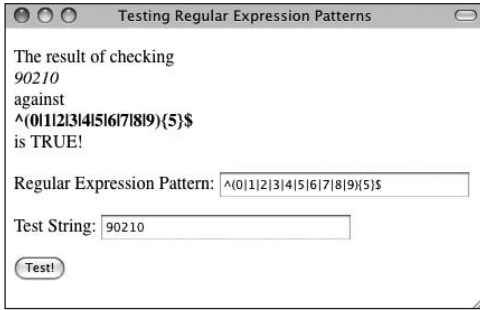 Testing Regular Expression Patterns
The result of checking
90210
against
^(0|1|2|3|4|5|6|7|8|9){5}$
is TRUE!
Regular Expression Pattern: ^(0|1|2|3|4|5|6|7|8|9){5}$
Test String: 90210
Test!